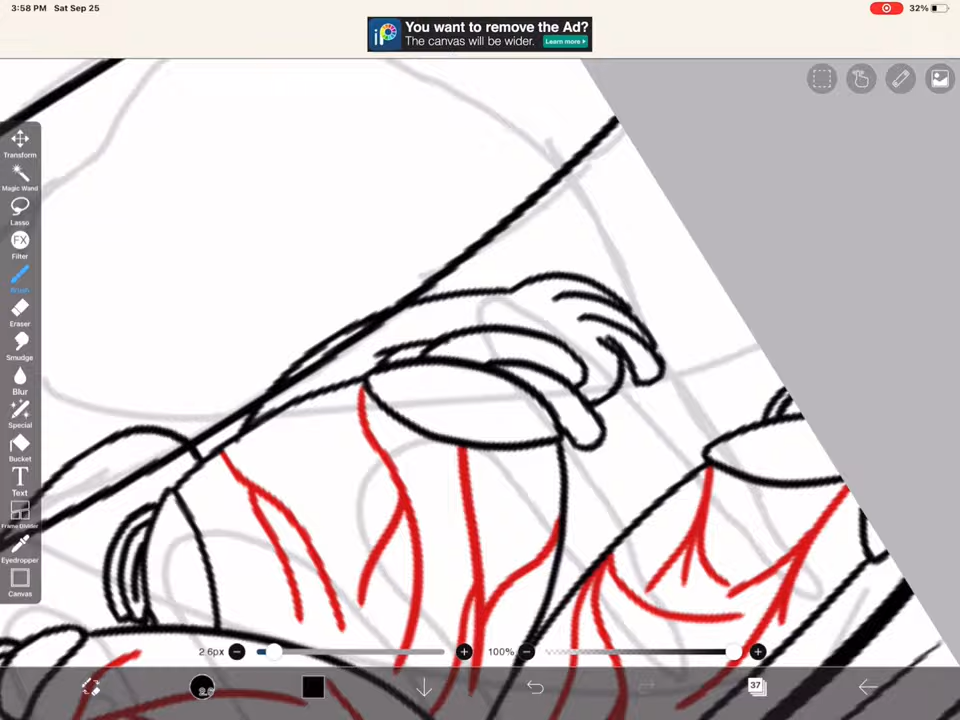 3:58 PM Sat Sep 25
32%
iP
You want to remove the Ad?
The canvas will be wider.
Learn more ▸
Transform
Magic Wand
Lasso
FX
Filter
Brush
Eraser
Smudge
Blur
Special
Bucket
T
Text
Frame Divider
Eyedropper
Canvas
2.6px
100%
37